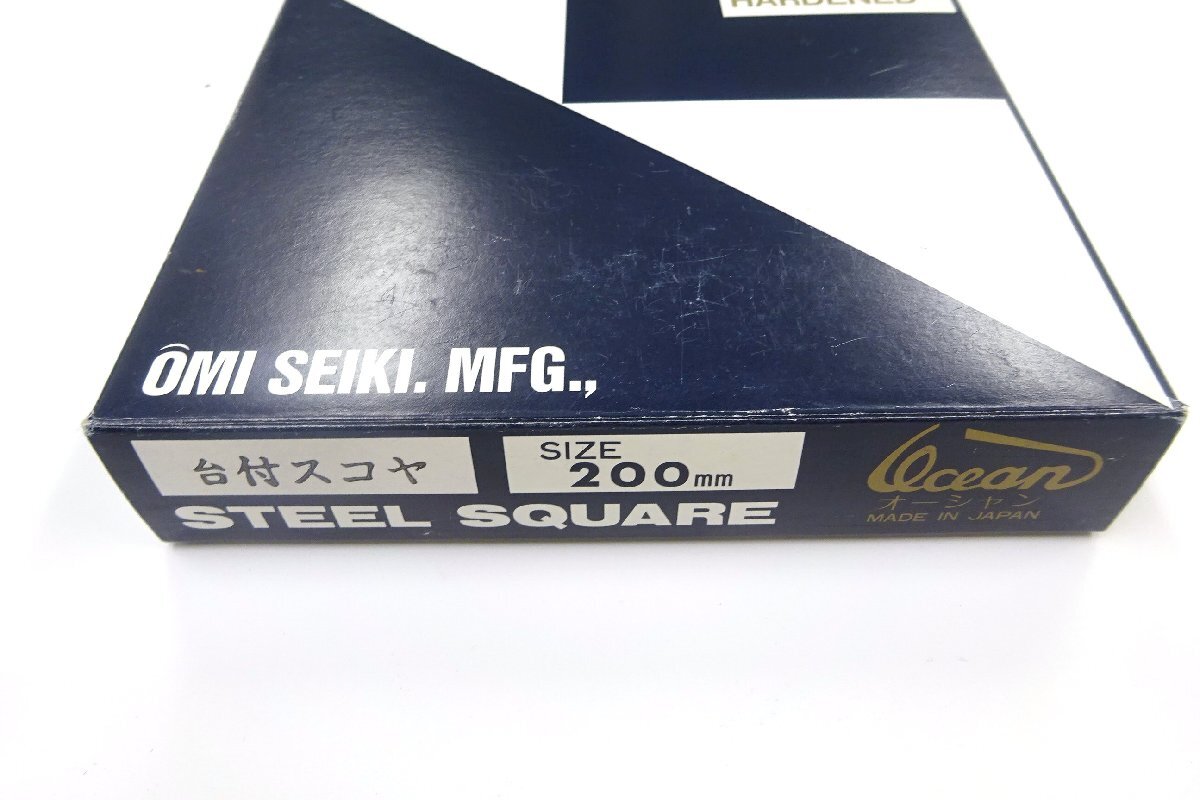 HARDENED
ÔMI SEIKI. MFG.,
台付スコヤ
SIZE
200mm
STEEL SQUARE
Ocean
オーシャン
MADE IN JAPAN